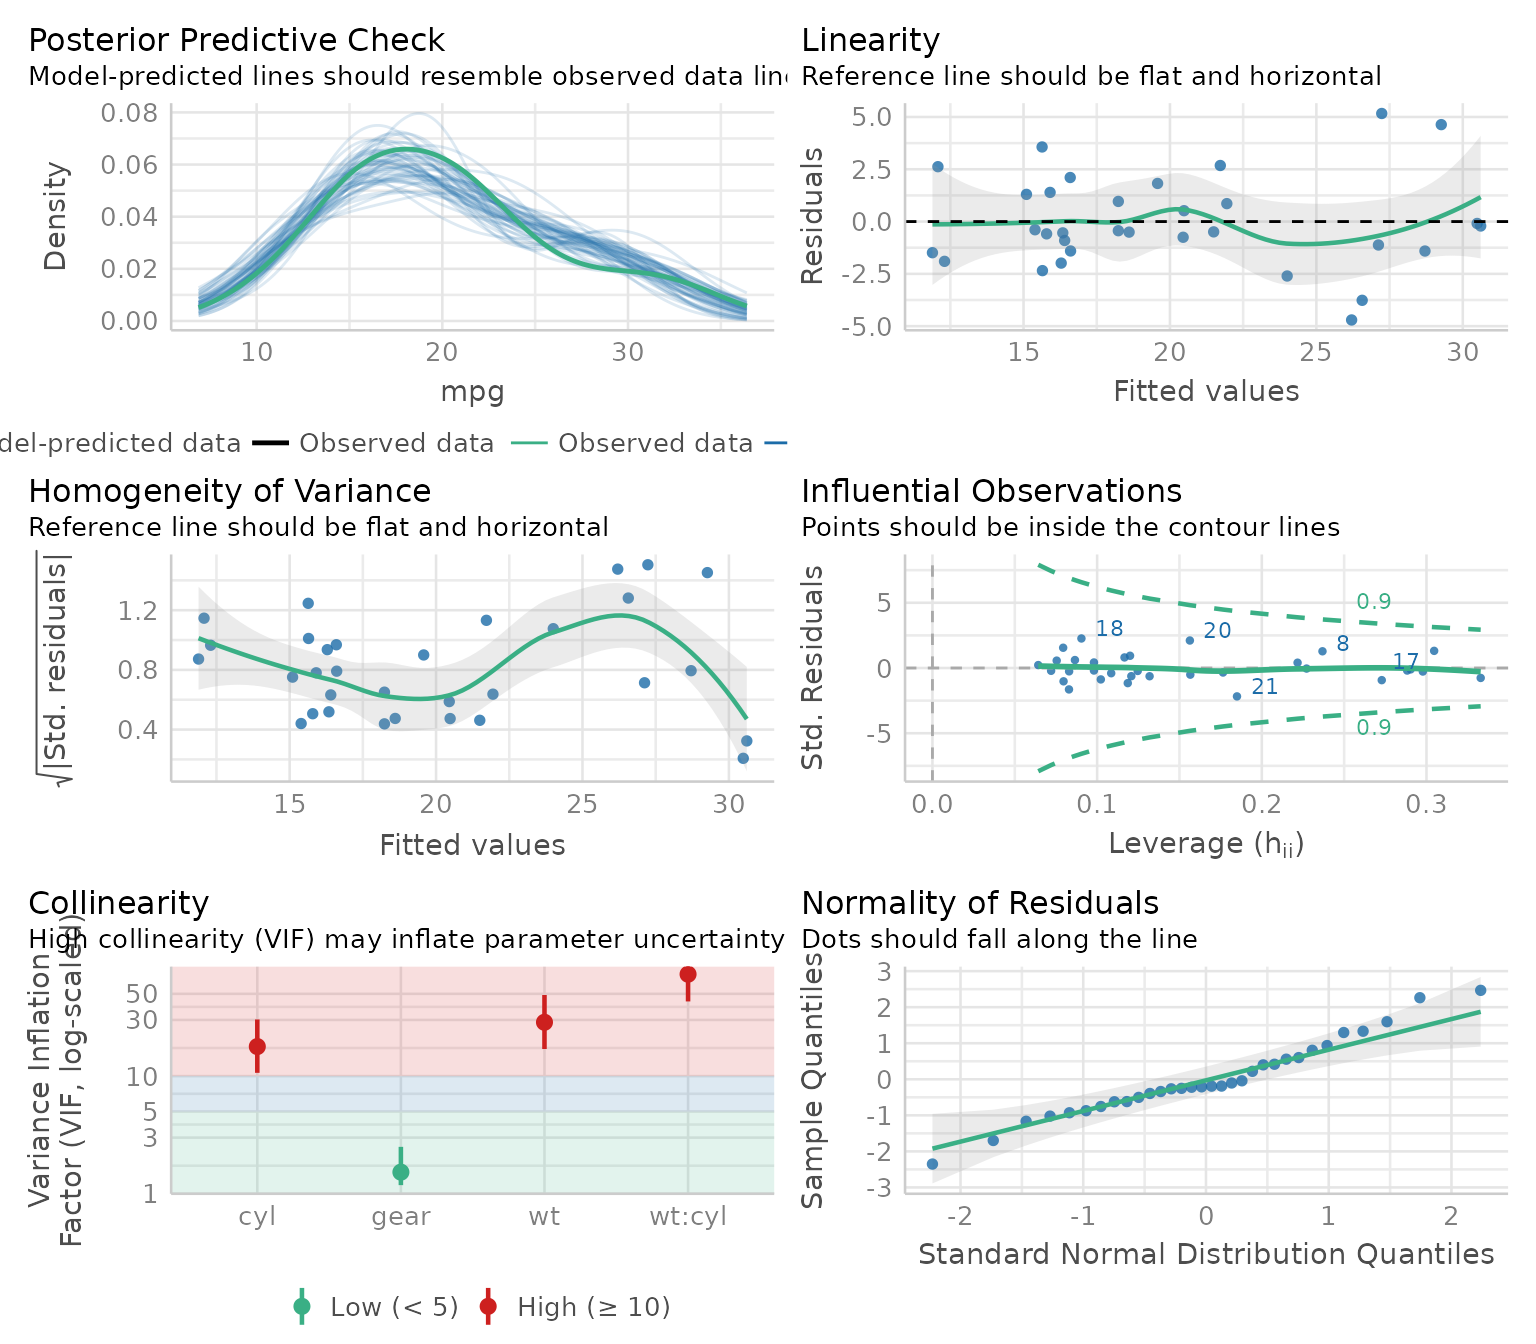 Posterior Predictive Check
Model-predicted lines should resemble observed data line
0.08
0.06
0.04
0.02
0.00
Density
10 20 30
mpg
del-predicted data Observed data Observed data
Linearity
Reference line should be flat and horizontal
5.0
2.5
0.0
-2.5
-5.0
Residuals
15 20 25 30
Fitted values
Homogeneity of Variance
Reference line should be flat and horizontal
1.2
0.8
0.4
√|Std. residuals|
15 20 25 30
Fitted values
Influential Observations
Points should be inside the contour lines
5
0
-5
Std. Residuals
0.9
18
20
8
17
21
0.9
0.0 0.1 0.2 0.3
Leverage (hii)
Collinearity
High collinearity (VIF) may inflate parameter uncertainty
50
30
10
5
3
1
Variance Inflation
Factor (VIF, log-scaled)
cyl gear wt wt:cyl
Low (< 5) High (≥ 10)
Normality of Residuals
Dots should fall along the line
3
2
1
0
-1
-2
-3
Sample Quantiles
-2 -1 0 1 2
Standard Normal Distribution Quantiles